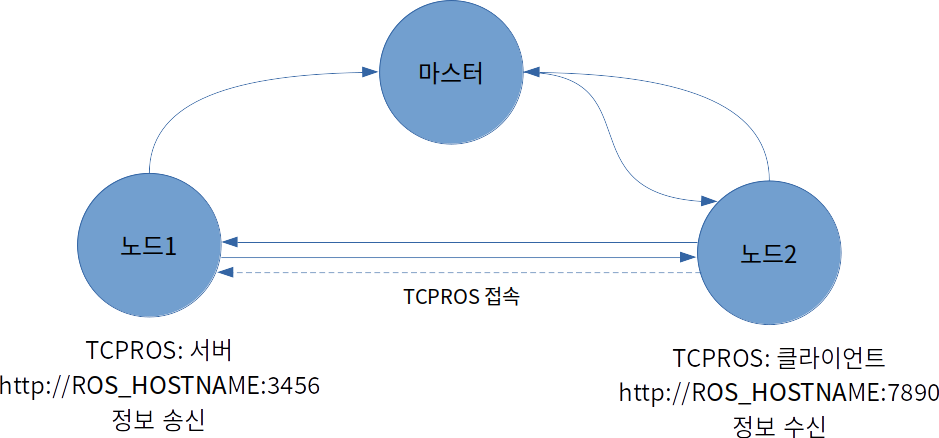 마스터
노드1
노드2
TCPROS 접속
TCPROS: 서버
http://ROS_HOSTNAME:3456
정보 송신
TCPROS: 클라이언트
http://ROS_HOSTNAME:7890
정보 수신